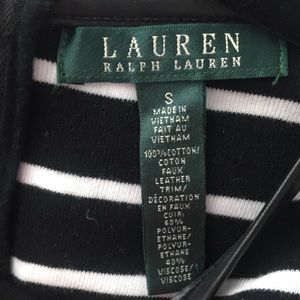 LAUREN
RALPH LAUREN
S
MADE IN
VIETNAM
FAIT AU
VIETNAM
100% COTTON/
COTON
FAUX
LEATHER
TRIM/
DÉCORATION
EN FAUX
CUIR:
60%
POLYUR-
ETHANE/
POLYUR-
ETHANE
40%
VISCOSE/
VISCOSE